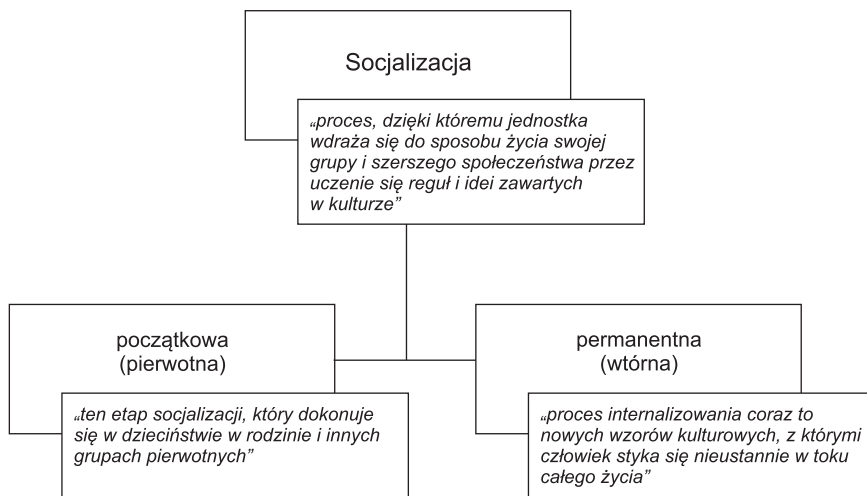 Socjalizacja
„proces, dzięki któremu jednostka
wdraża się do sposobu życia swojej
grupy i szerszego społeczeństwa przez
uczenie się reguł i idei zawartych
w kulturze”
początkowa
(pierwotna)
„ten etap socjalizacji, który dokonuje
się w dzieciństwie w rodzinie i innych
grupach pierwotnych”
permanentna
(wtórna)
„proces internalizowania coraz to
nowych wzorów kulturowych, z którymi
człowiek styka się nieustannie w toku
całego życia”